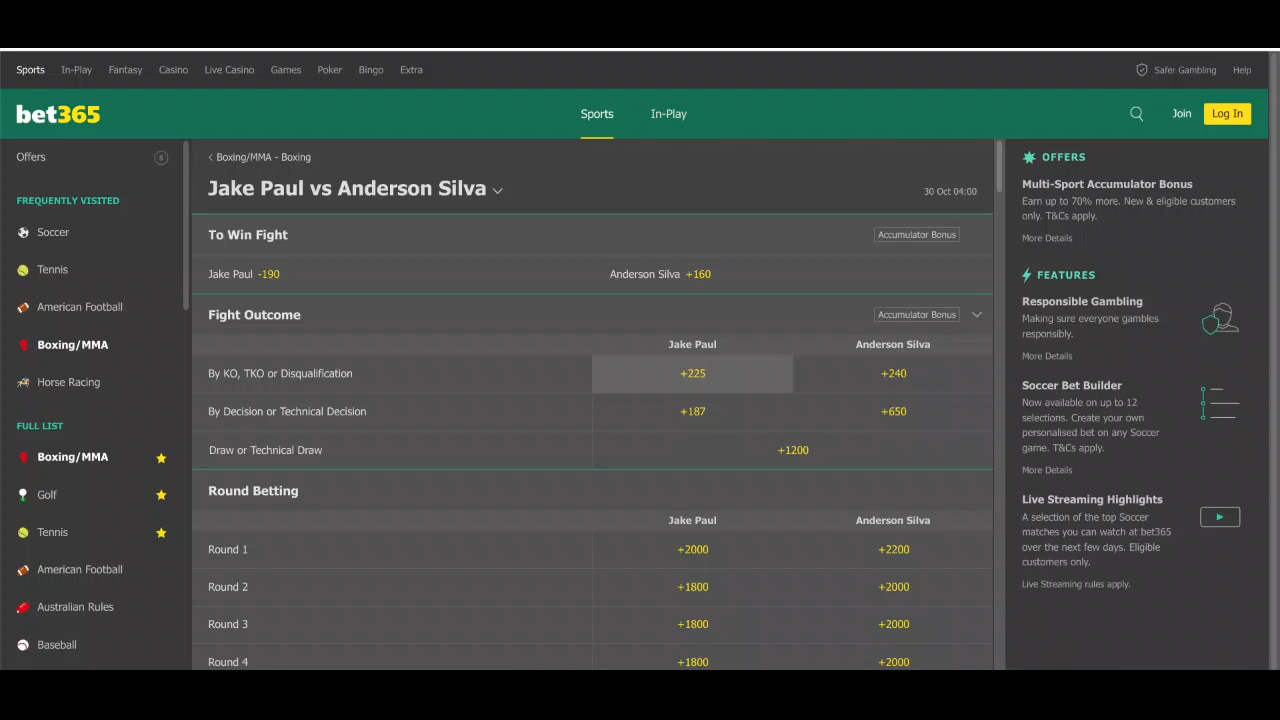 Sports In-Play Fantasy Casino Live Casino Games Poker Bingo Extra Safer Gambling Help
bet365 Sports In-Play Join Log In
Offers S
FREQUENTLY VISITED
Soccer
Tennis
American Football
Boxing/MMA
Horse Racing
FULL LIST
Boxing/MMA
Golf
Tennis
American Football
Australian Rules
Baseball
Boxing/MMA - Boxing
Jake Paul vs Anderson Silva 30 Oct 04:00
To Win Fight Accumulator Bonus
Jake Paul -190 Anderson Silva +160
Fight Outcome Accumulator Bonus
Jake Paul Anderson Silva
By KO, TKO or Disqualification +225 +240
By Decision or Technical Decision +187 +650
Draw or Technical Draw +1200
Round Betting
Jake Paul Anderson Silva
Round 1 +2000 +2200
Round 2 +1800 +2000
Round 3 +1800 +2000
Round 4 +1800 +2000
OFFERS
Multi-Sport Accumulator Bonus
Earn up to 70% more. New & eligible customers
only. T&Cs apply.
More Details
FEATURES
Responsible Gambling
Making sure everyone gambles
responsibly.
More Details
Soccer Bet Builder
Now available on up to 12
selections. Create your own
personalised bet on any Soccer
game. T&Cs apply.
More Details
Live Streaming Highlights
A selection of the top Soccer
matches you can watch at bet365
over the next few days. Eligible
customers only.
Live Streaming rules apply.